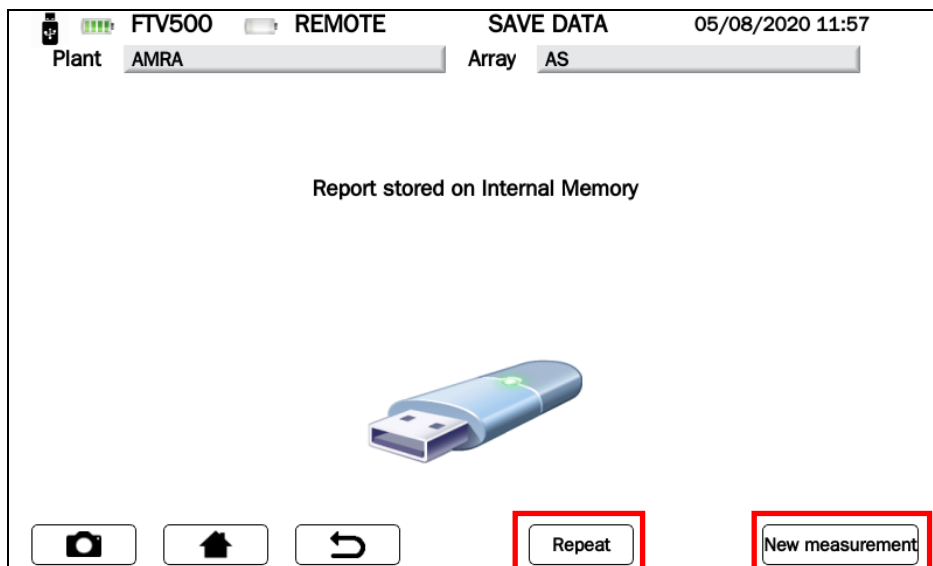 FTV500 REMOTE SAVE DATA 05/08/2020 11:57
Plant AMRA Array AS
Report stored on Internal Memory
Repeat New measurement